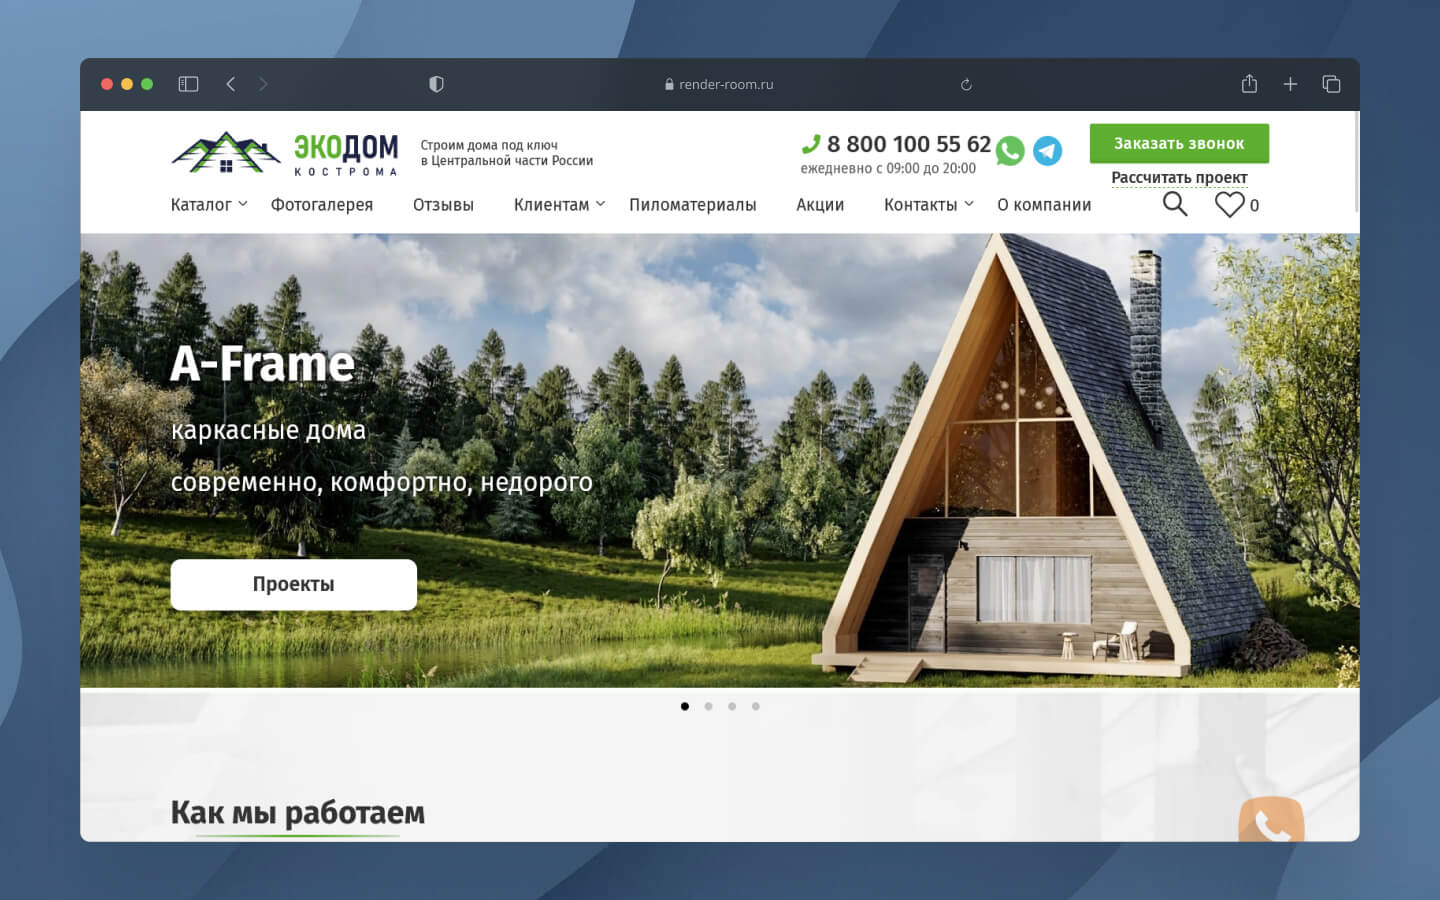 render-room.ru
ЭКОДОМ
КОСТРОМА
Строим дома под ключ
в Центральной части России
8 800 100 55 62
ежедневно с 09:00 до 20:00
Заказать звонок
Рассчитать проект
Каталог Фотогалерея Отзывы Клиентам Пиломатериалы Акции Контакты О компании 0
A-Frame
каркасные дома
современно, комфортно, недорого
Проекты
Как мы работаем